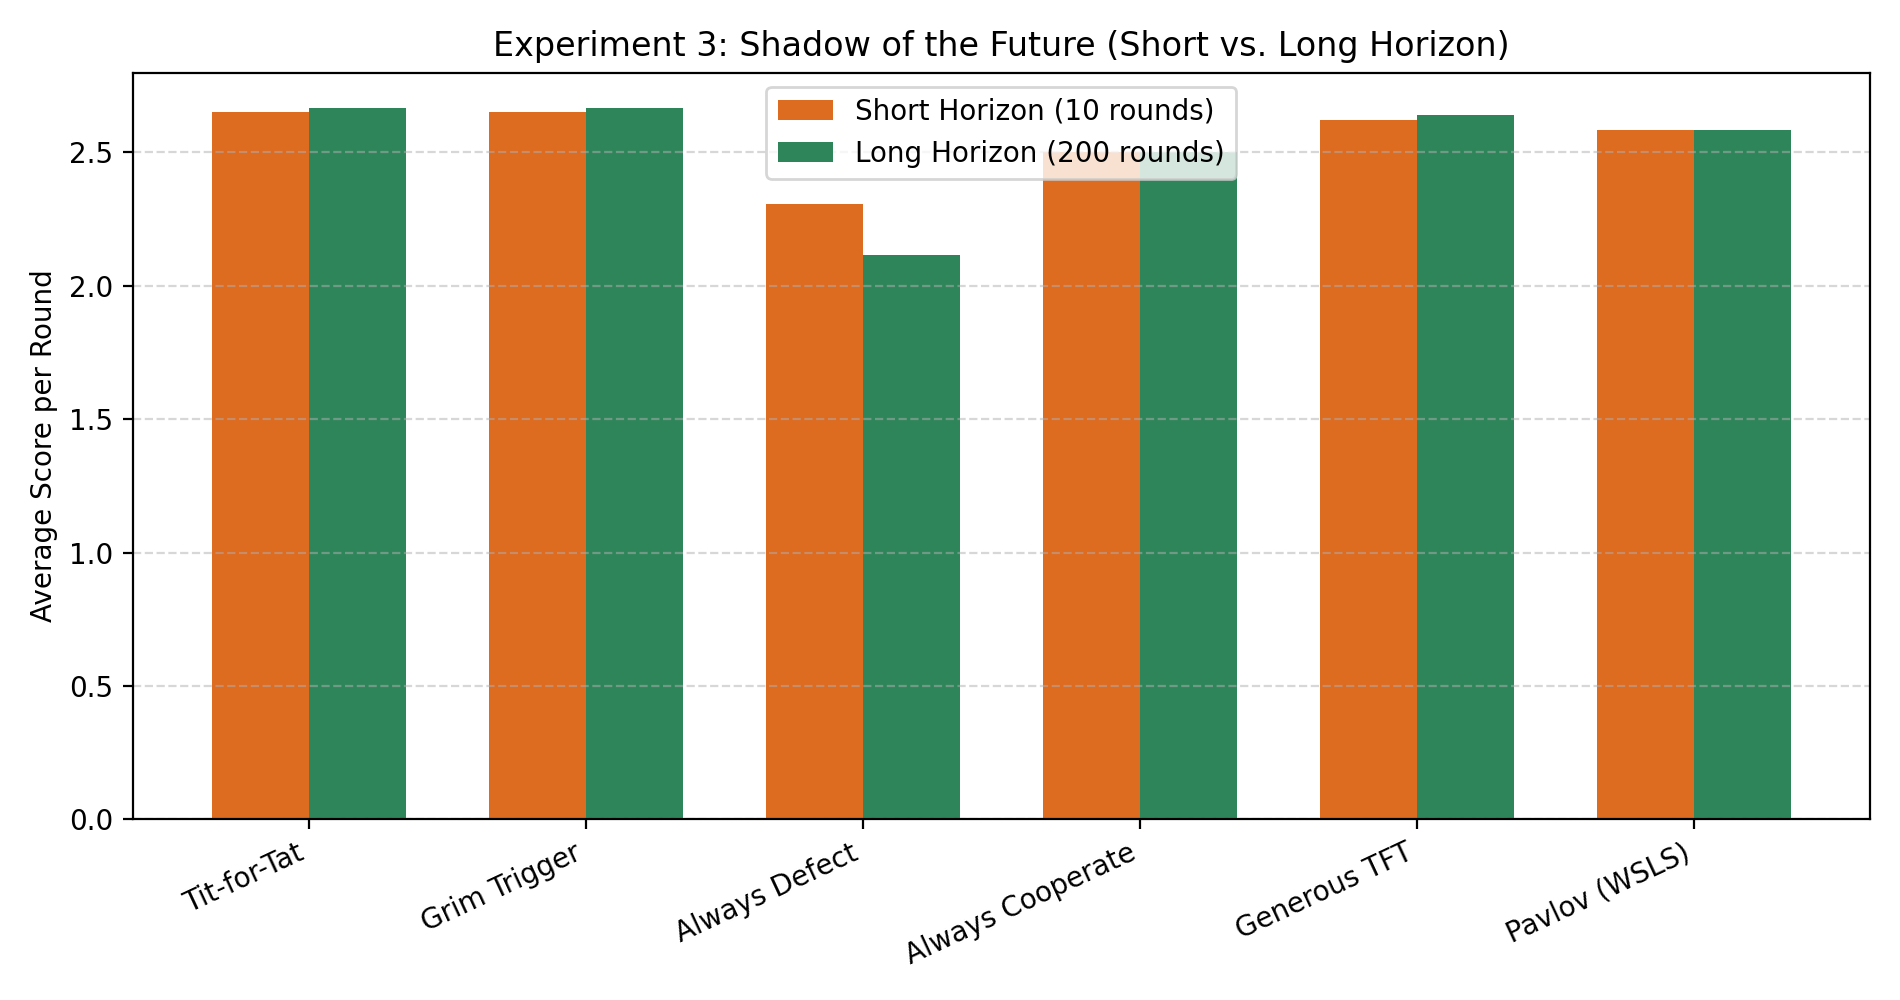 Experiment 3: Shadow of the Future (Short vs. Long Horizon)
Short Horizon (10 rounds)
Long Horizon (200 rounds)
Average Score per Round
2.5
2.0
1.5
1.0
0.5
0.0
Tit-for-Tat
Grim Trigger
Always Defect
Always Cooperate
Generous TFT
Pavlov (WSLS)